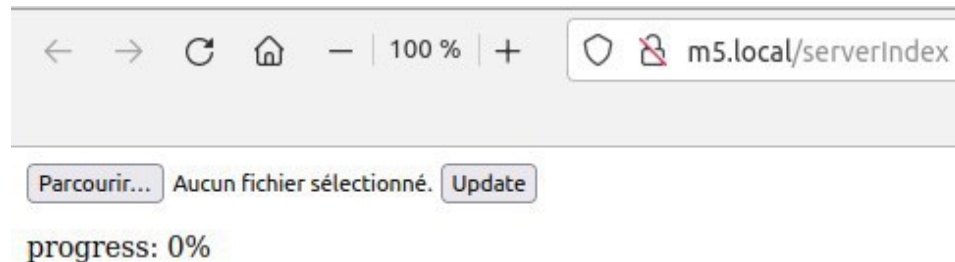 100 % m5.local/serverIndex
Parcourir... Aucun fichier sélectionné. Update
progress: 0%